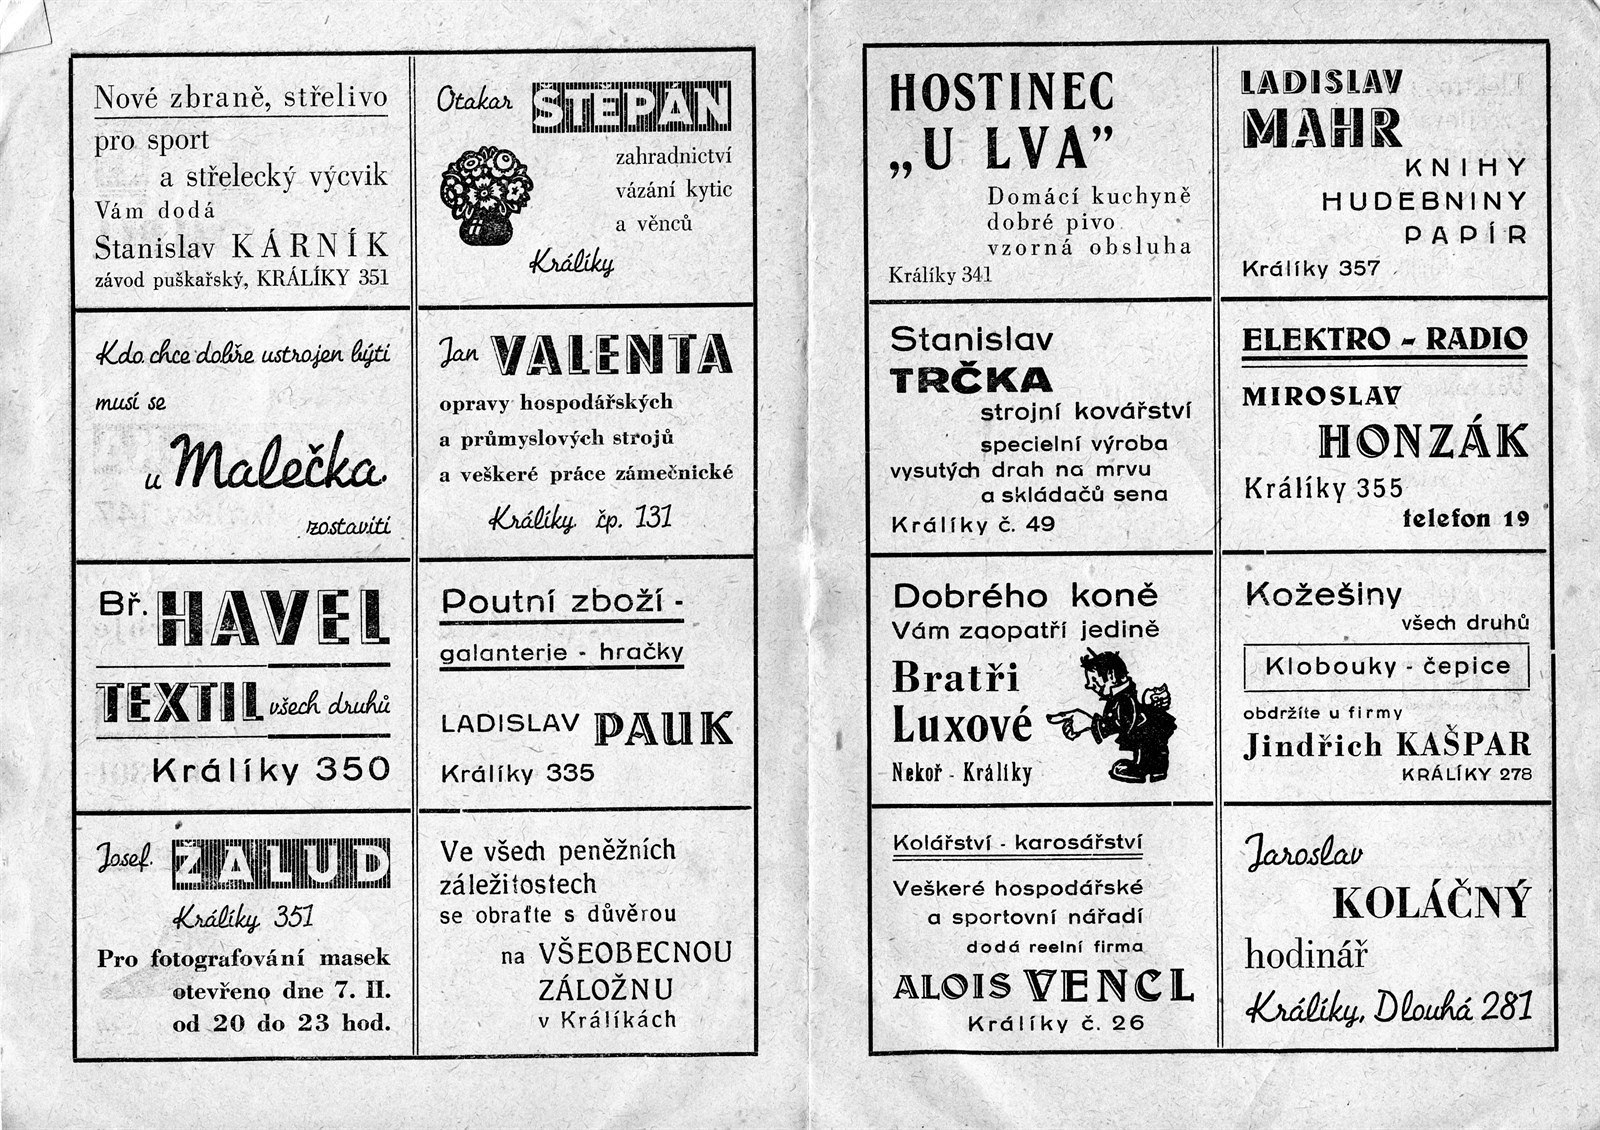 Nové zbraně, střelivo
pro sport
a střelecký výcvik
Vám dodá
Stanislav KÁRNÍK
závod puškařský, KRÁLÍKY 351
Otakar ŠTĚPÁN
zahradnictví
vázání kytic
a věnců
Králíky
Kdo chce dobře ustrojen býti
musí se
u Malečka
zostaviti
Jan VALENTA
opravy hospodářských
a průmyslových strojů
a veškeré práce zámečnické
Králíky čp. 131
Bř. HAVEL
TEXTIL všech druhů
Králíky 350
Poutní zboží -
galanterie - hračky
LADISLAV PAUK
Králíky 335
Josef ŽALUD
Králíky 351
Pro fotografování masek
otevřeno dne 7. II.
od 20 do 23 hod.
Ve všech peněžních
záležitostech
se obraťte s důvěrou
na VŠEOBECNOU
ZÁLOŽNU
v Králíkách
HOSTINEC
„U LVA”
Domácí kuchyně
dobré pivo
vzorná obsluha
Králíky 341
LADISLAV
MAHR
KNIHY
HUDEBNINY
PAPÍR
Králíky 357
Stanislav
TRČKA
strojní kovářství
specielní výroba
vysutých drah na mrvu
a skládačů sena
Králíky č. 49
ELEKTRO - RADIO
MIROSLAV
HONZÁK
Králíky 355
telefon 19
Dobrého koně
Vám zaopatří jedině
Bratři
Luxové
Nekoř - Králíky
Kožešiny
všech druhů
Klobouky - čepice
obdržíte u firmy
Jindřich KAŠPAR
KRÁLÍKY 278
Kolářství - karosářství
Veškeré hospodářské
a sportovní nářadí
dodá reelní firma
ALOIS VENCL
Králíky č. 26
Jaroslav
KOLÁČNÝ
hodinář
Králíky, Dlouhá 281